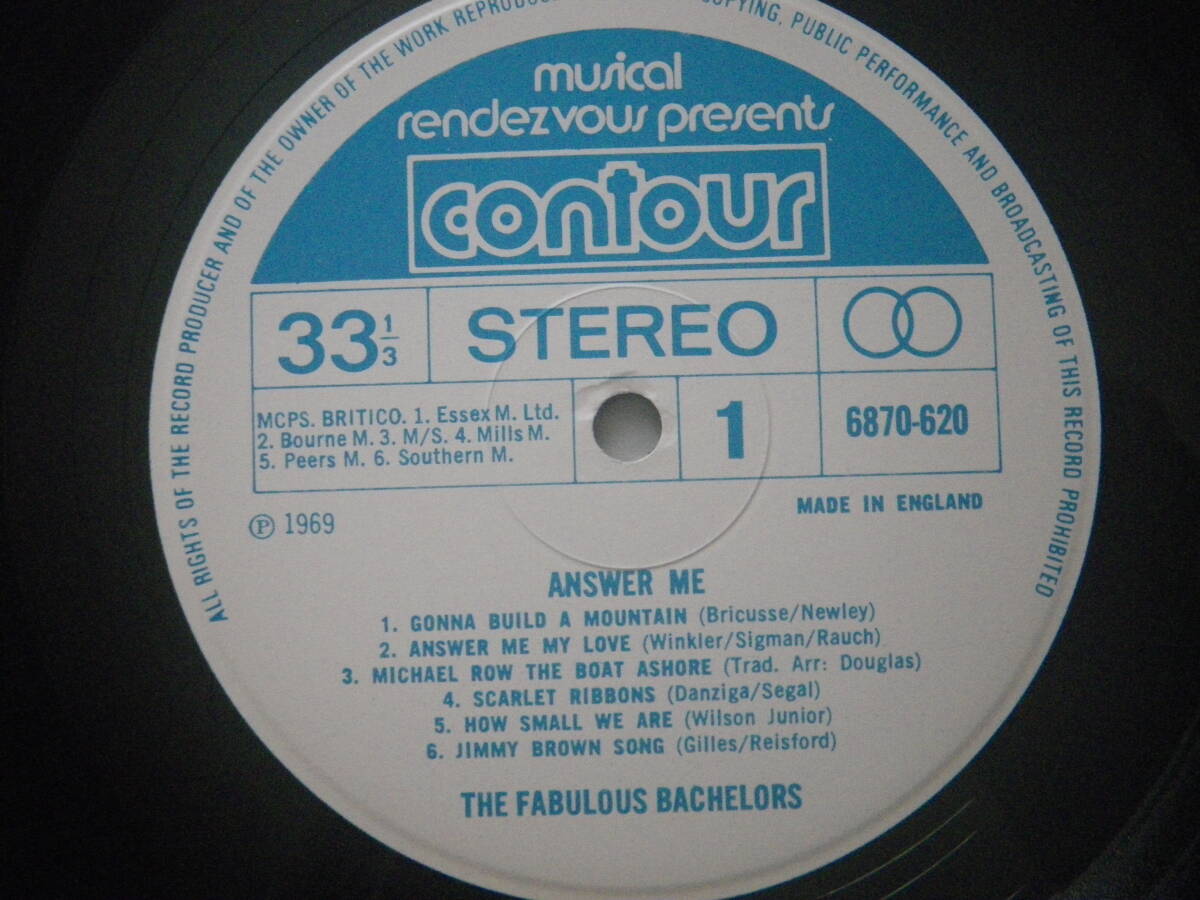 ALL RIGHTS OF THE RECORD PRODUCER AND OF THE OWNER OF THE WORK COPYING, PUBLIC PERFORMANCE AND BROADCASTING OF THIS RECORD PROHIBITED
musical
rendezvous presents
contour
33 1/3
STEREO
MCPS. BRITICO. 1. Essex M. Ltd.
2. Bourne M. 3. M/S. 4. Mills M.
5. Peers M. 6. Southern M.
1
6870-620
MADE IN ENGLAND
℗ 1969
ANSWER ME
1. GONNA BUILD A MOUNTAIN (Bricusse/Newley)
2. ANSWER ME MY LOVE (Winkler/Sigman/Rauch)
3. MICHAEL ROW THE BOAT ASHORE (Trad. Arr: Douglas)
4. SCARLET RIBBONS (Danziga/Segal)
5. HOW SMALL WE ARE (Wilson Junior)
6. JIMMY BROWN SONG (Gilles/Reisford)
THE FABULOUS BACHELORS